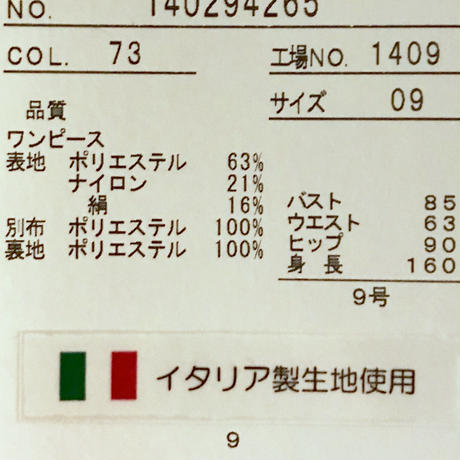 NO. 140294265
COL. 73
工場NO. 1409
サイズ 09
品質
ワンピース
表地 ポリエステル 63%
ナイロン 21%
絹 16%
別布 ポリエステル 100%
裏地 ポリエステル 100%
バスト 85
ウエスト 63
ヒップ 90
身長 160
9号
イタリア製生地使用
9